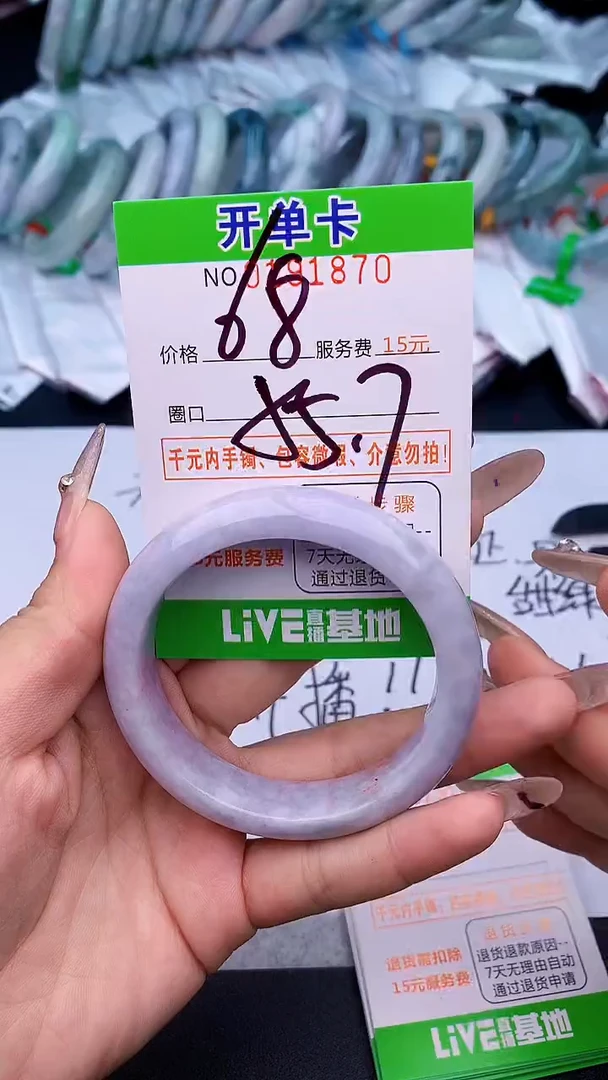 开单卡
NO 0191870
价格 68 服务费 15元
圈口
千元内手镯、包容微瑕、介意勿拍！
步骤
元服务费 7天无
通过退货
LIVE直播基地
播!!
千元内手镯、
退货需扣除
15元服务费
退货退款原因--
7天无理由自动
通过退货申请
LIVE直播基地